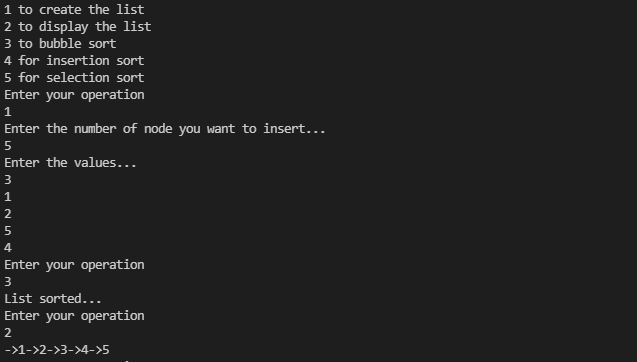 1 to create the list
2 to display the list
3 to bubble sort
4 for insertion sort
5 for selection sort
Enter your operation
1
Enter the number of node you want to insert...
5
Enter the values...
3
1
2
5
4
Enter your operation
3
List sorted...
Enter your operation
2
->1->2->3->4->5